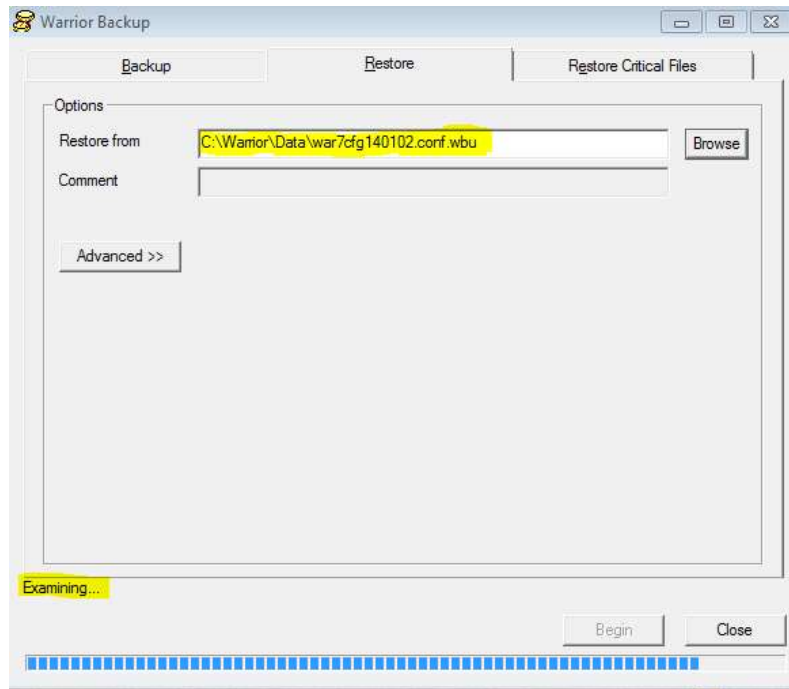 Warrior Backup
Backup Restore Restore Critical Files
Options
Restore from C:\Warrior\Data\war7cfg140102.conf.wbu Browse
Comment
Advanced >>
Examining...
Begin Close